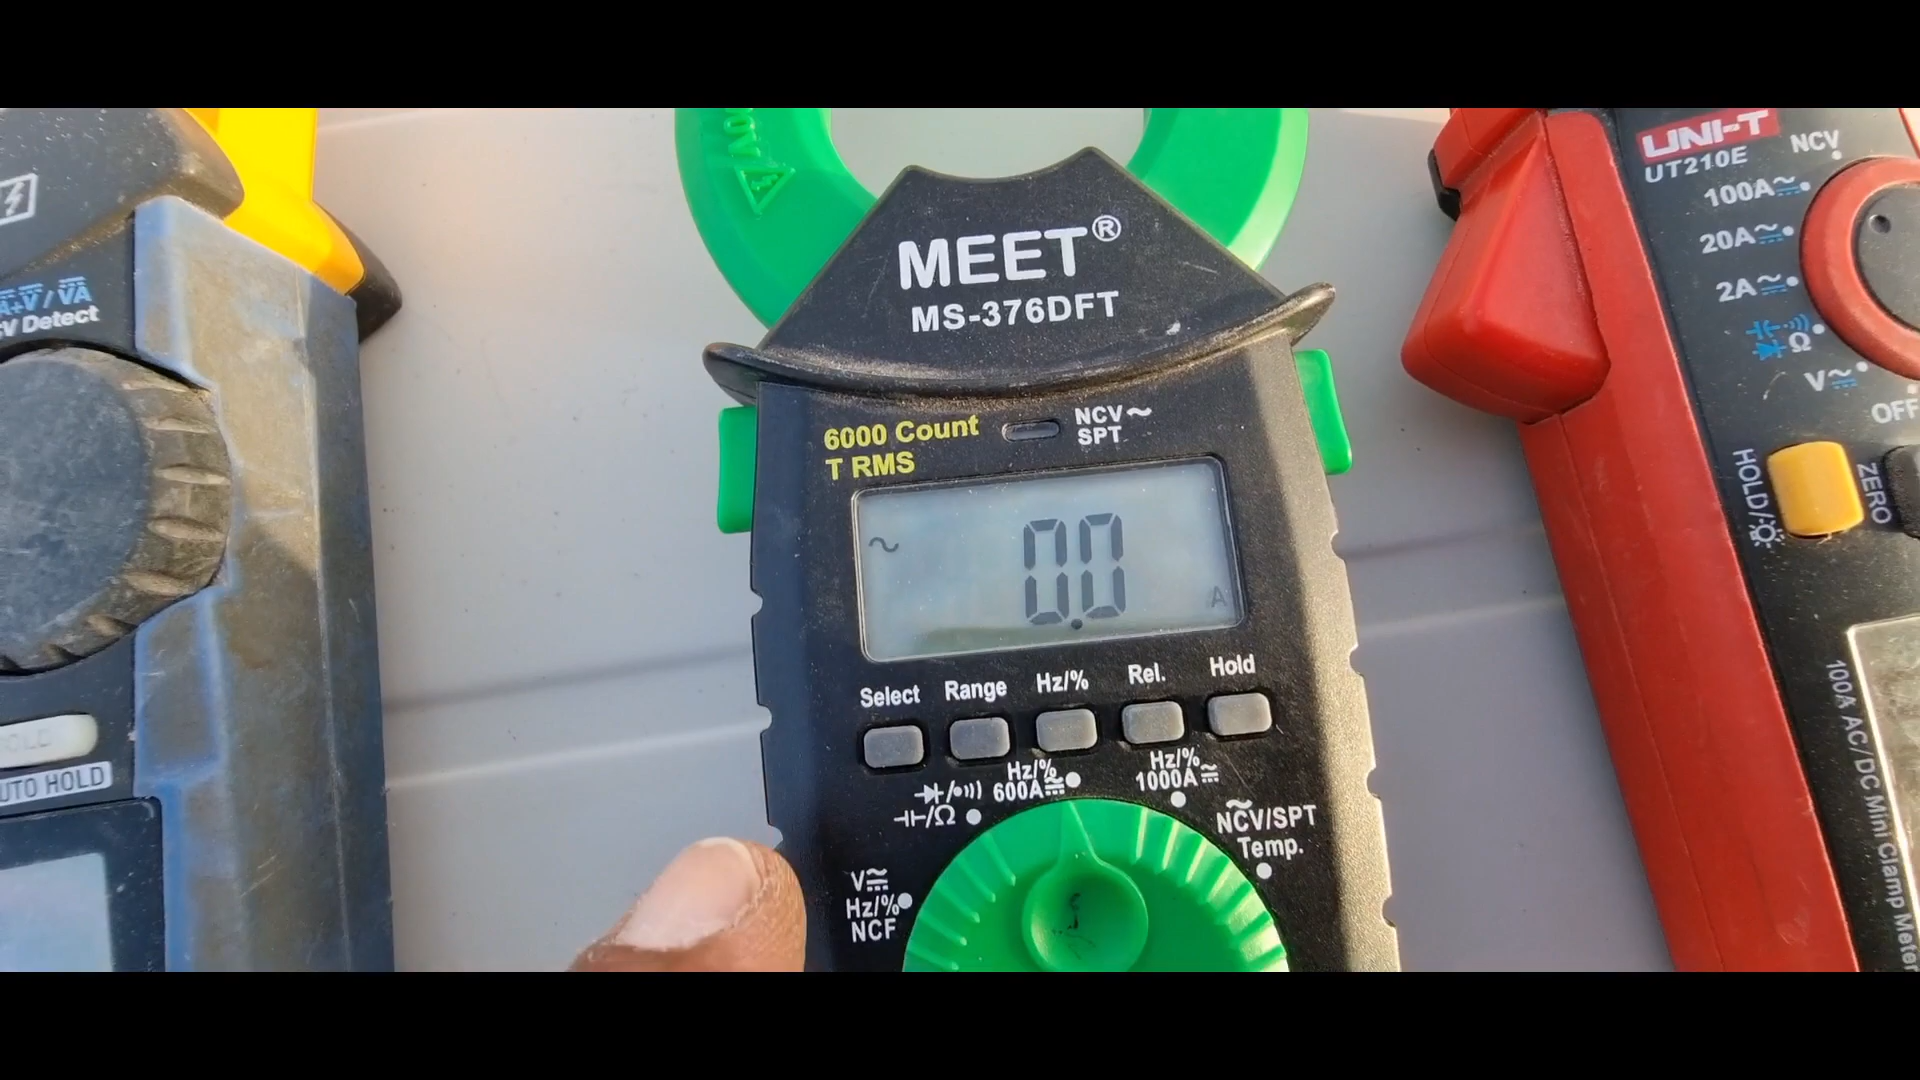 A+V / VA
V Detect
AUTO HOLD
MEET®
MS-376DFT
6000 Count
T RMS
NCV~
SPT
~
0.0
A
Select
Range
Hz/%
Rel.
Hold
Hz/%
600A
Hz/%
1000A
Ω
NCV/SPT
Temp.
V
Hz/%
NCF
UNI-T
UT210E
NCV
100A~
20A~
2A~
Ω
V~
OFF
HOLD/
ZERO
100A AC/DC Mini Clamp Meter